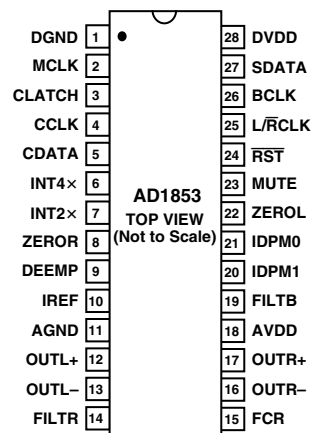 DGND 1 28 DVDD
MCLK 2 27 SDATA
CLATCH 3 26 BCLK
CCLK 4 25 L/R̅CLK
CDATA 5 24 R̅S̅T̅
INT4× 6 23 MUTE
AD1853
INT2× 7 22 ZEROL
TOP VIEW
ZEROR 8 (Not to Scale) 21 IDPM0
DEEMP 9 20 IDPM1
IREF 10 19 FILTB
AGND 11 18 AVDD
OUTL+ 12 17 OUTR+
OUTL– 13 16 OUTR–
FILTR 14 15 FCR